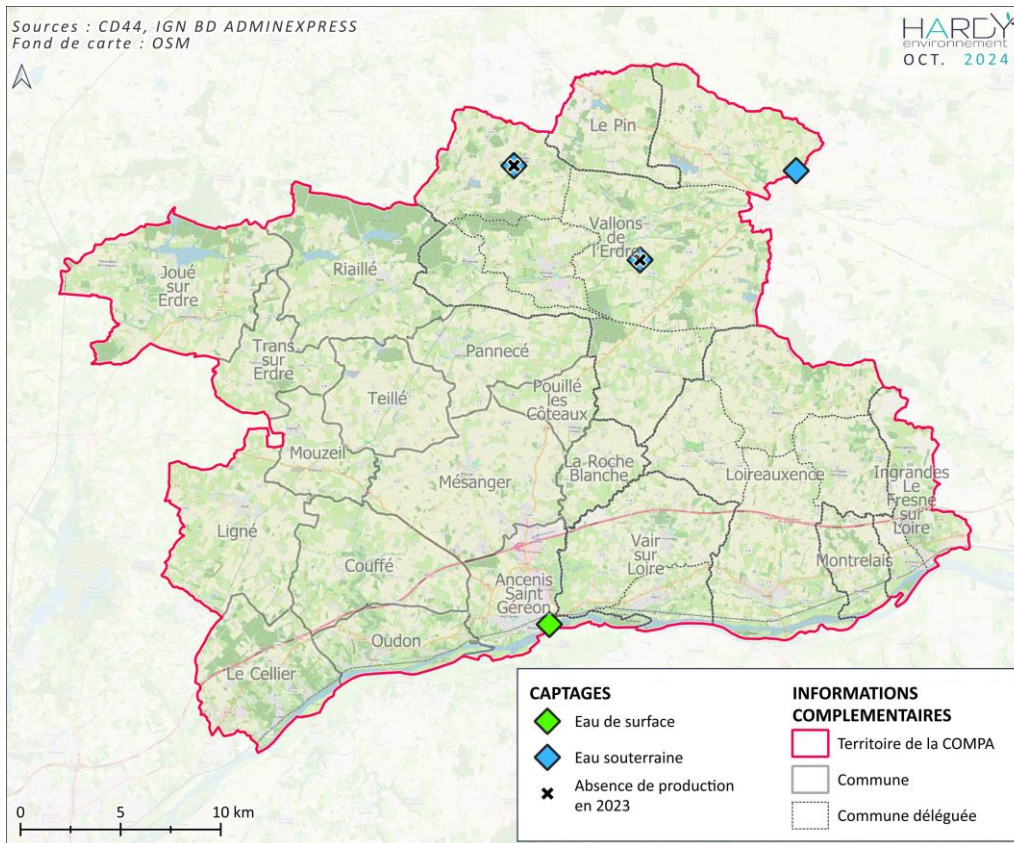 Sources : CD44, IGN BD ADMINEXPRESS
Fond de carte : OSM
HARDY
environnement
OCT. 2024
Le Pin
Vallons
de
l'Erdre
Joué
sur
Erdre
Riaillé
Trans
sur
Erdre
Pannecé
Teillé
Pouillé
les
Côteaux
Mouzeil
Mésanger
La Roche
Blanche
Loireauxence
Ingrandes
Le Fresne
sur
Loire
Ligné
Couffé
Vair
sur
Loire
Montrelais
Ancenis
Saint
Géréon
Oudon
Le Cellier
CAPTAGES
Eau de surface
Eau souterraine
Absence de production
en 2023
INFORMATIONS
COMPLEMENTAIRES
Territoire de la COMPA
Commune
Commune déléguée
0 5 10 km